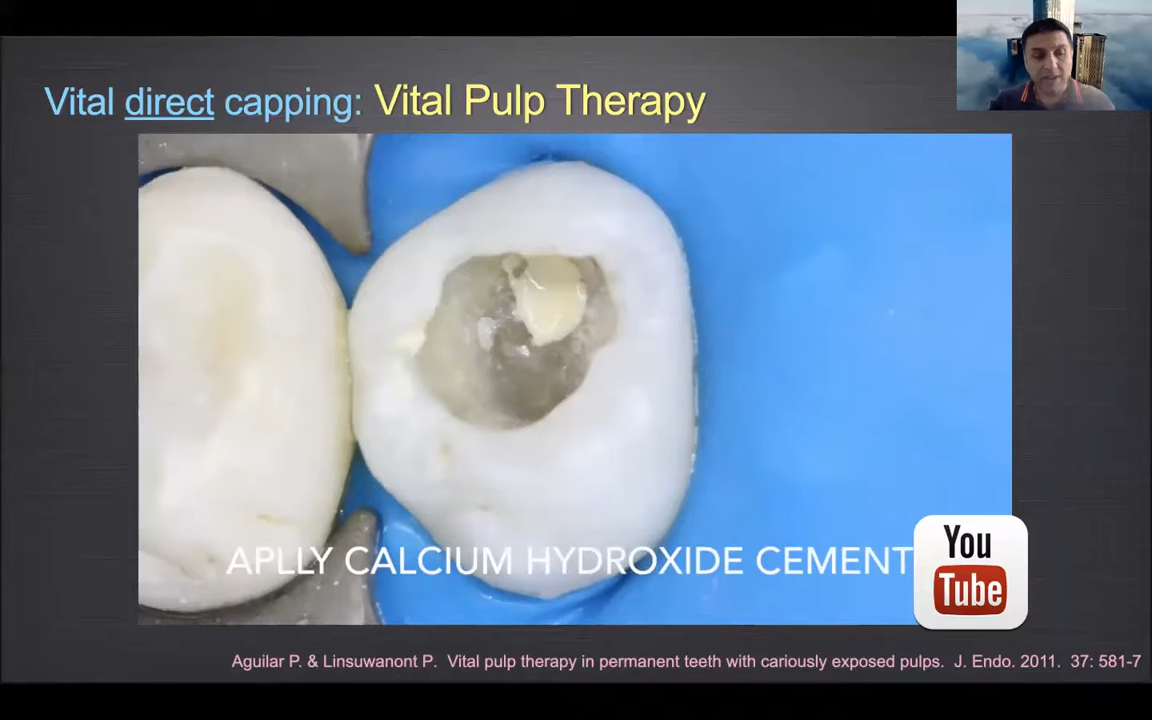 Vital direct capping: Vital Pulp Therapy
APLLY CALCIUM HYDROXIDE CEMENT
You
Tube
Aguilar P. & Linsuwanont P. Vital pulp therapy in permanent teeth with cariously exposed pulps. J. Endo. 2011. 37: 581-7